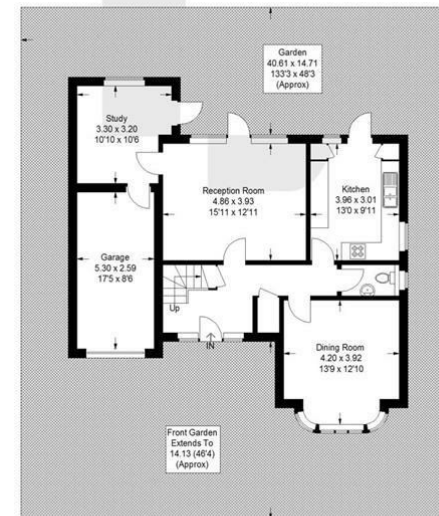 Garden
40.61 x 14.71
133'3 x 48'3
(Approx)
Study
3.30 x 3.20
10'10 x 10'6
Reception Room
4.86 x 3.93
15'11 x 12'11
Kitchen
3.96 x 3.01
13'0 x 9'11
Garage
5.30 x 2.59
17'5 x 8'6
Up
IN
Dining Room
4.20 x 3.92
13'9 x 12'10
Front Garden
Extends To
14.13 (46'4)
(Approx)